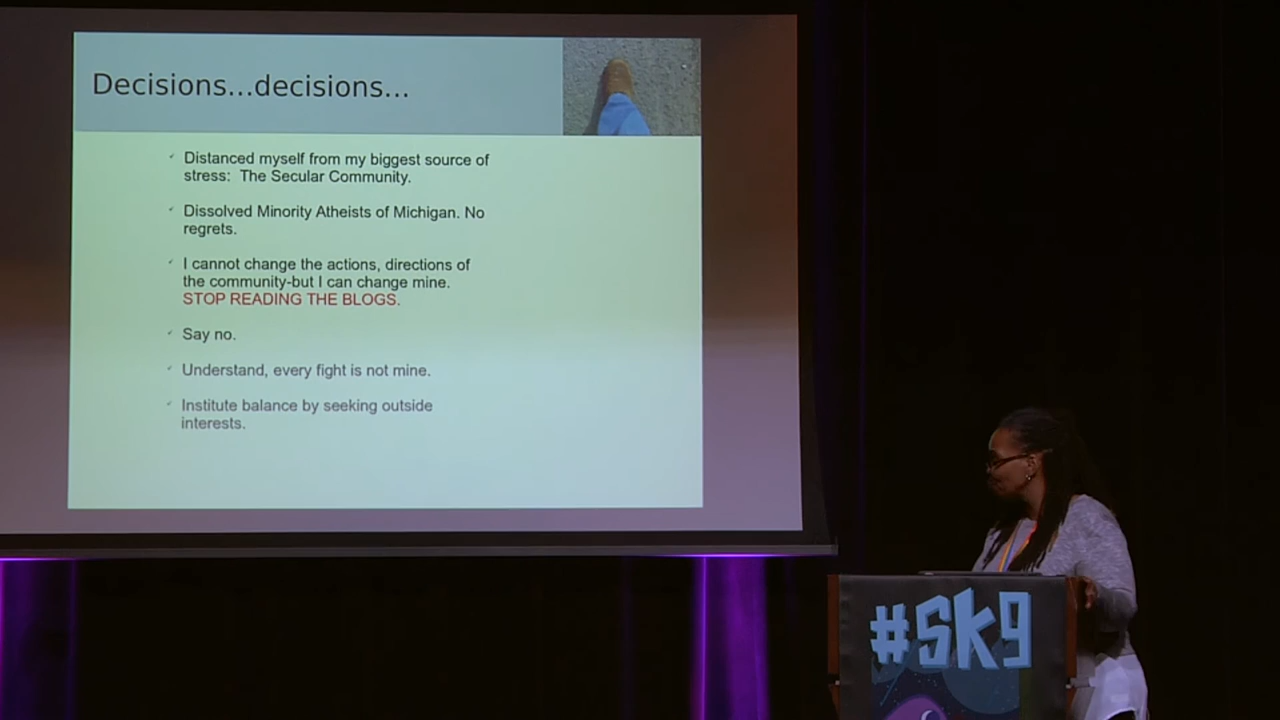 Decisions...decisions...
Distanced myself from my biggest source of
stress: The Secular Community.
Dissolved Minority Atheists of Michigan. No
regrets.
I cannot change the actions, directions of
the community-but I can change mine.
STOP READING THE BLOGS.
Say no.
Understand, every fight is not mine.
Institute balance by seeking outside
interests.
#SK9